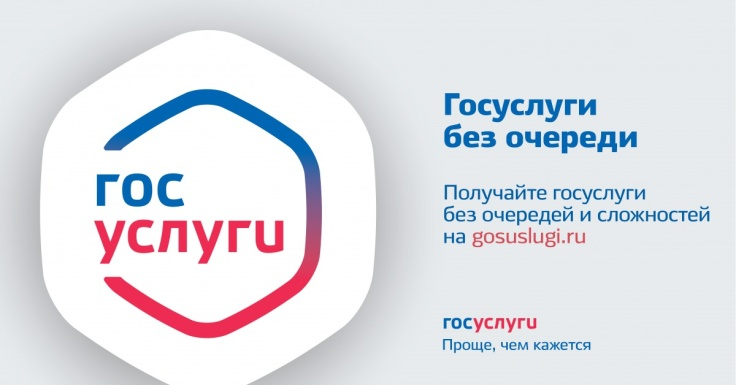 гос
услуги
Госуслуги
без очереди
Получайте госуслуги
без очередей и сложностей
на gosuslugi.ru
госуслуги
Проще, чем кажется